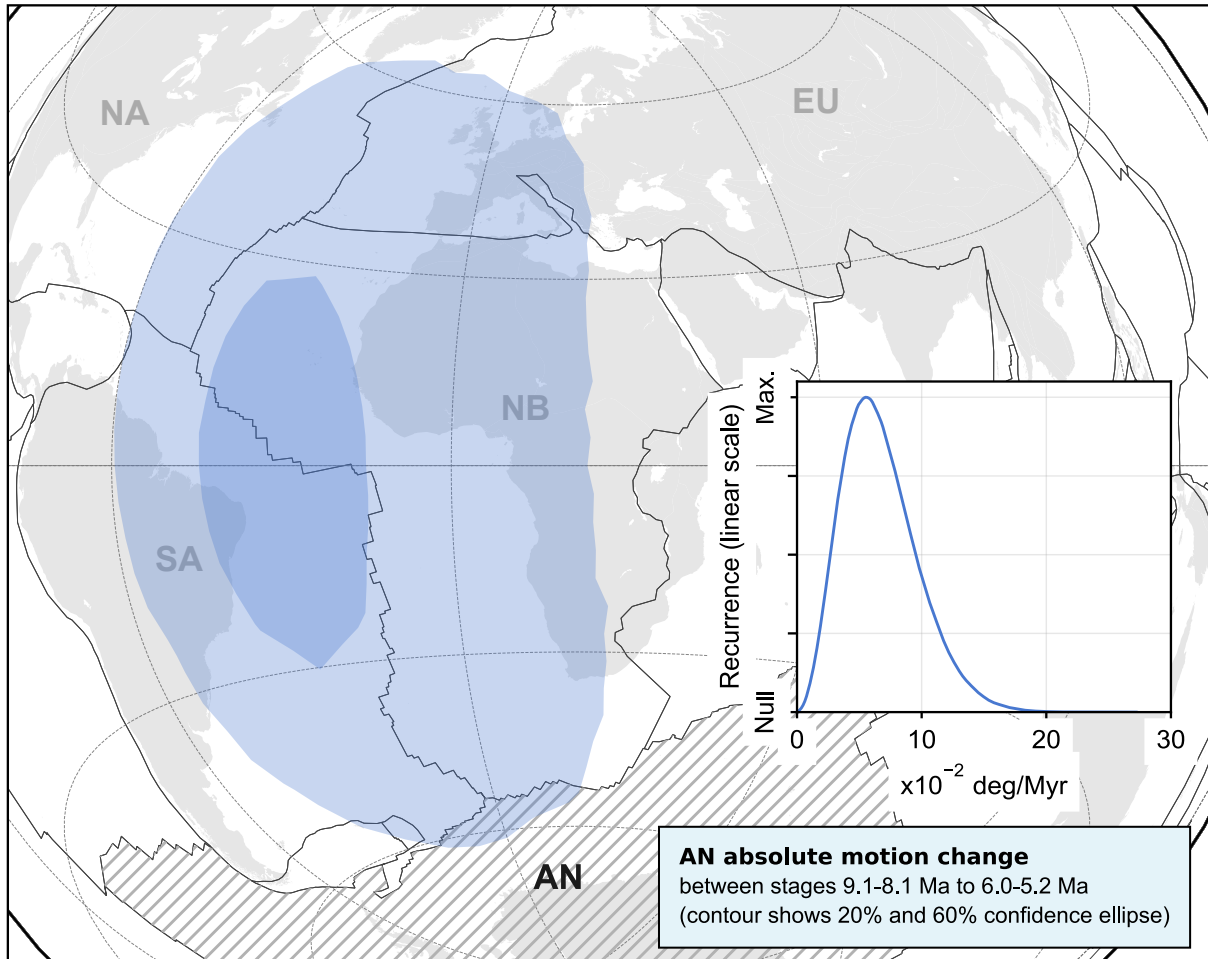 NA
EU
NB
SA
AN
Recurrence (linear scale)
Max.
Null
0
10
20
30
x10⁻² deg/Myr
AN absolute motion change
between stages 9.1-8.1 Ma to 6.0-5.2 Ma
(contour shows 20% and 60% confidence ellipse)